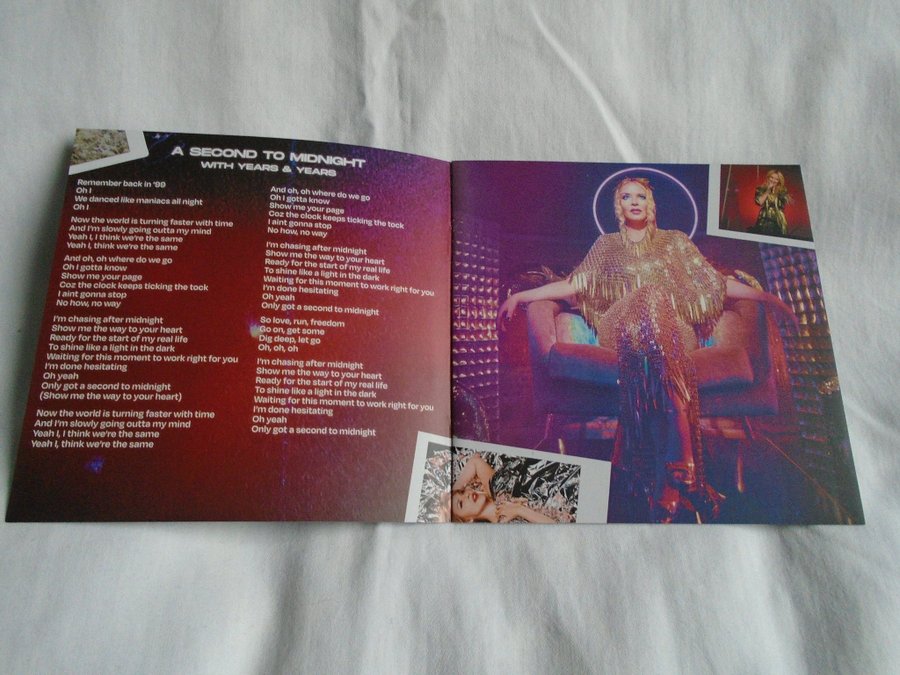 A SECOND TO MIDNIGHT
WITH YEARS & YEARS
Remember back in '99
Oh I
We danced like maniacs all night
Oh I
Now the world is turning faster with time
And I'm slowly going outta my mind
Yeah I, I think we're the same
Yeah I, I think we're the same
And oh, oh where do we go
Oh I gotta know
Show me your page
Coz the clock keeps ticking the tock
I aint gonna stop
No how, no way
I'm chasing after midnight
Show me the way to your heart
Ready for the start of my real life
To shine like a light in the dark
Waiting for this moment to work right for you
I'm done hesitating
Oh yeah
Only got a second to midnight
(Show me the way to your heart)
Now the world is turning faster with time
And I'm slowly going outta my mind
Yeah I, I think we're the same
Yeah I, I think we're the same
And oh, oh where do we go
Oh I gotta know
Show me your page
Coz the clock keeps ticking the tock
I aint gonna stop
No how, no way
I'm chasing after midnight
Show me the way to your heart
Ready for the start of my real life
To shine like a light in the dark
Waiting for this moment to work right for you
I'm done hesitating
Oh yeah
Only got a second to midnight
So love, run, freedom
Go on, get some
Dig deep, let go
Oh, oh, oh
I'm chasing after midnight
Show me the way to your heart
Ready for the start of my real life
To shine like a light in the dark
Waiting for this moment to work right for you
I'm done hesitating
Oh yeah
Only got a second to midnight